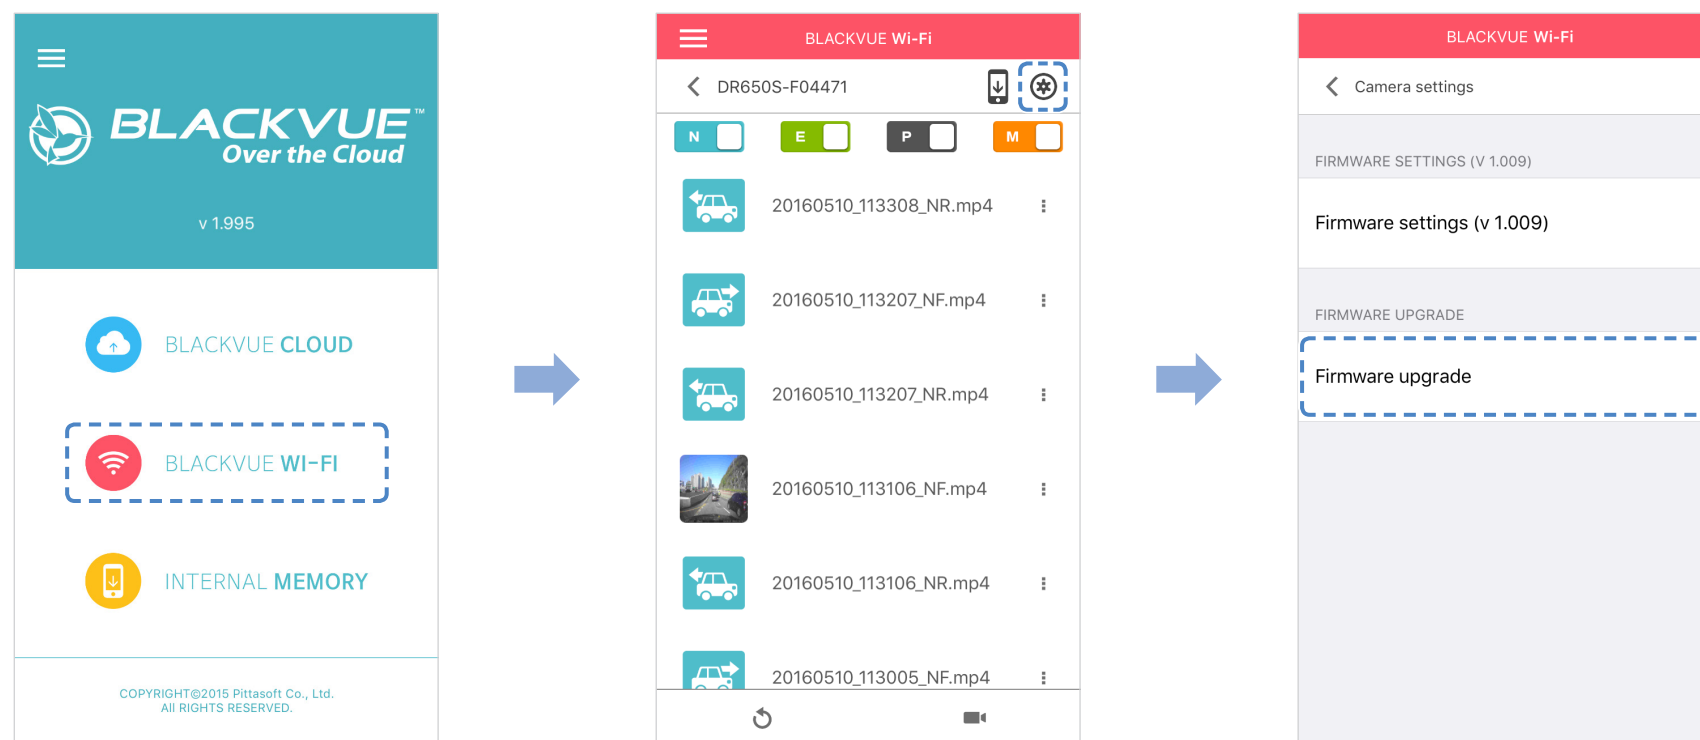 BLACKVUE™
Over the Cloud
v 1.995
BLACKVUE CLOUD
BLACKVUE WI-FI
INTERNAL MEMORY
COPYRIGHT©2015 Pittasoft Co., Ltd.
All RIGHTS RESERVED.
BLACKVUE Wi-Fi
DR650S-F04471
N E P M
20160510_113308_NR.mp4
20160510_113207_NF.mp4
20160510_113207_NR.mp4
20160510_113106_NF.mp4
20160510_113106_NR.mp4
20160510_113005_NF.mp4
BLACKVUE Wi-Fi
Camera settings
FIRMWARE SETTINGS (V 1.009)
Firmware settings (v 1.009)
FIRMWARE UPGRADE
Firmware upgrade